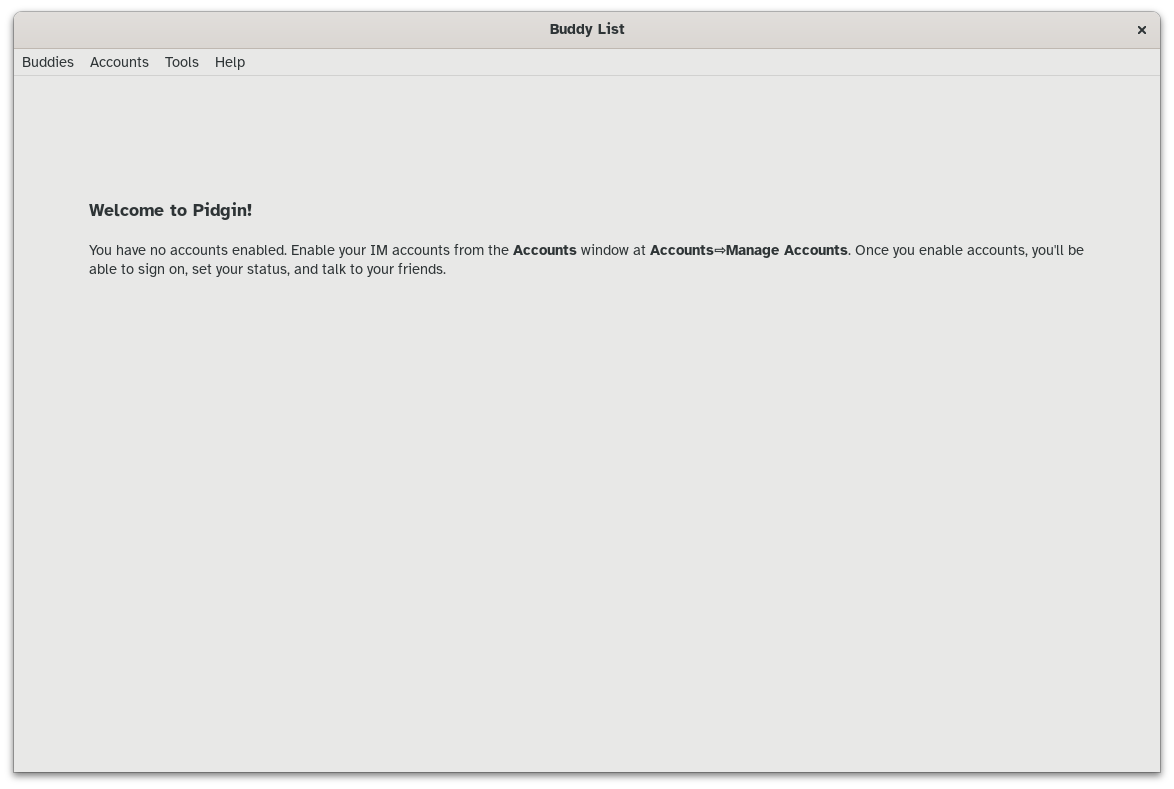 Buddy List
Buddies Accounts Tools Help
Welcome to Pidgin!
You have no accounts enabled. Enable your IM accounts from the Accounts window at Accounts⇨Manage Accounts. Once you enable accounts, you'll be
able to sign on, set your status, and talk to your friends.